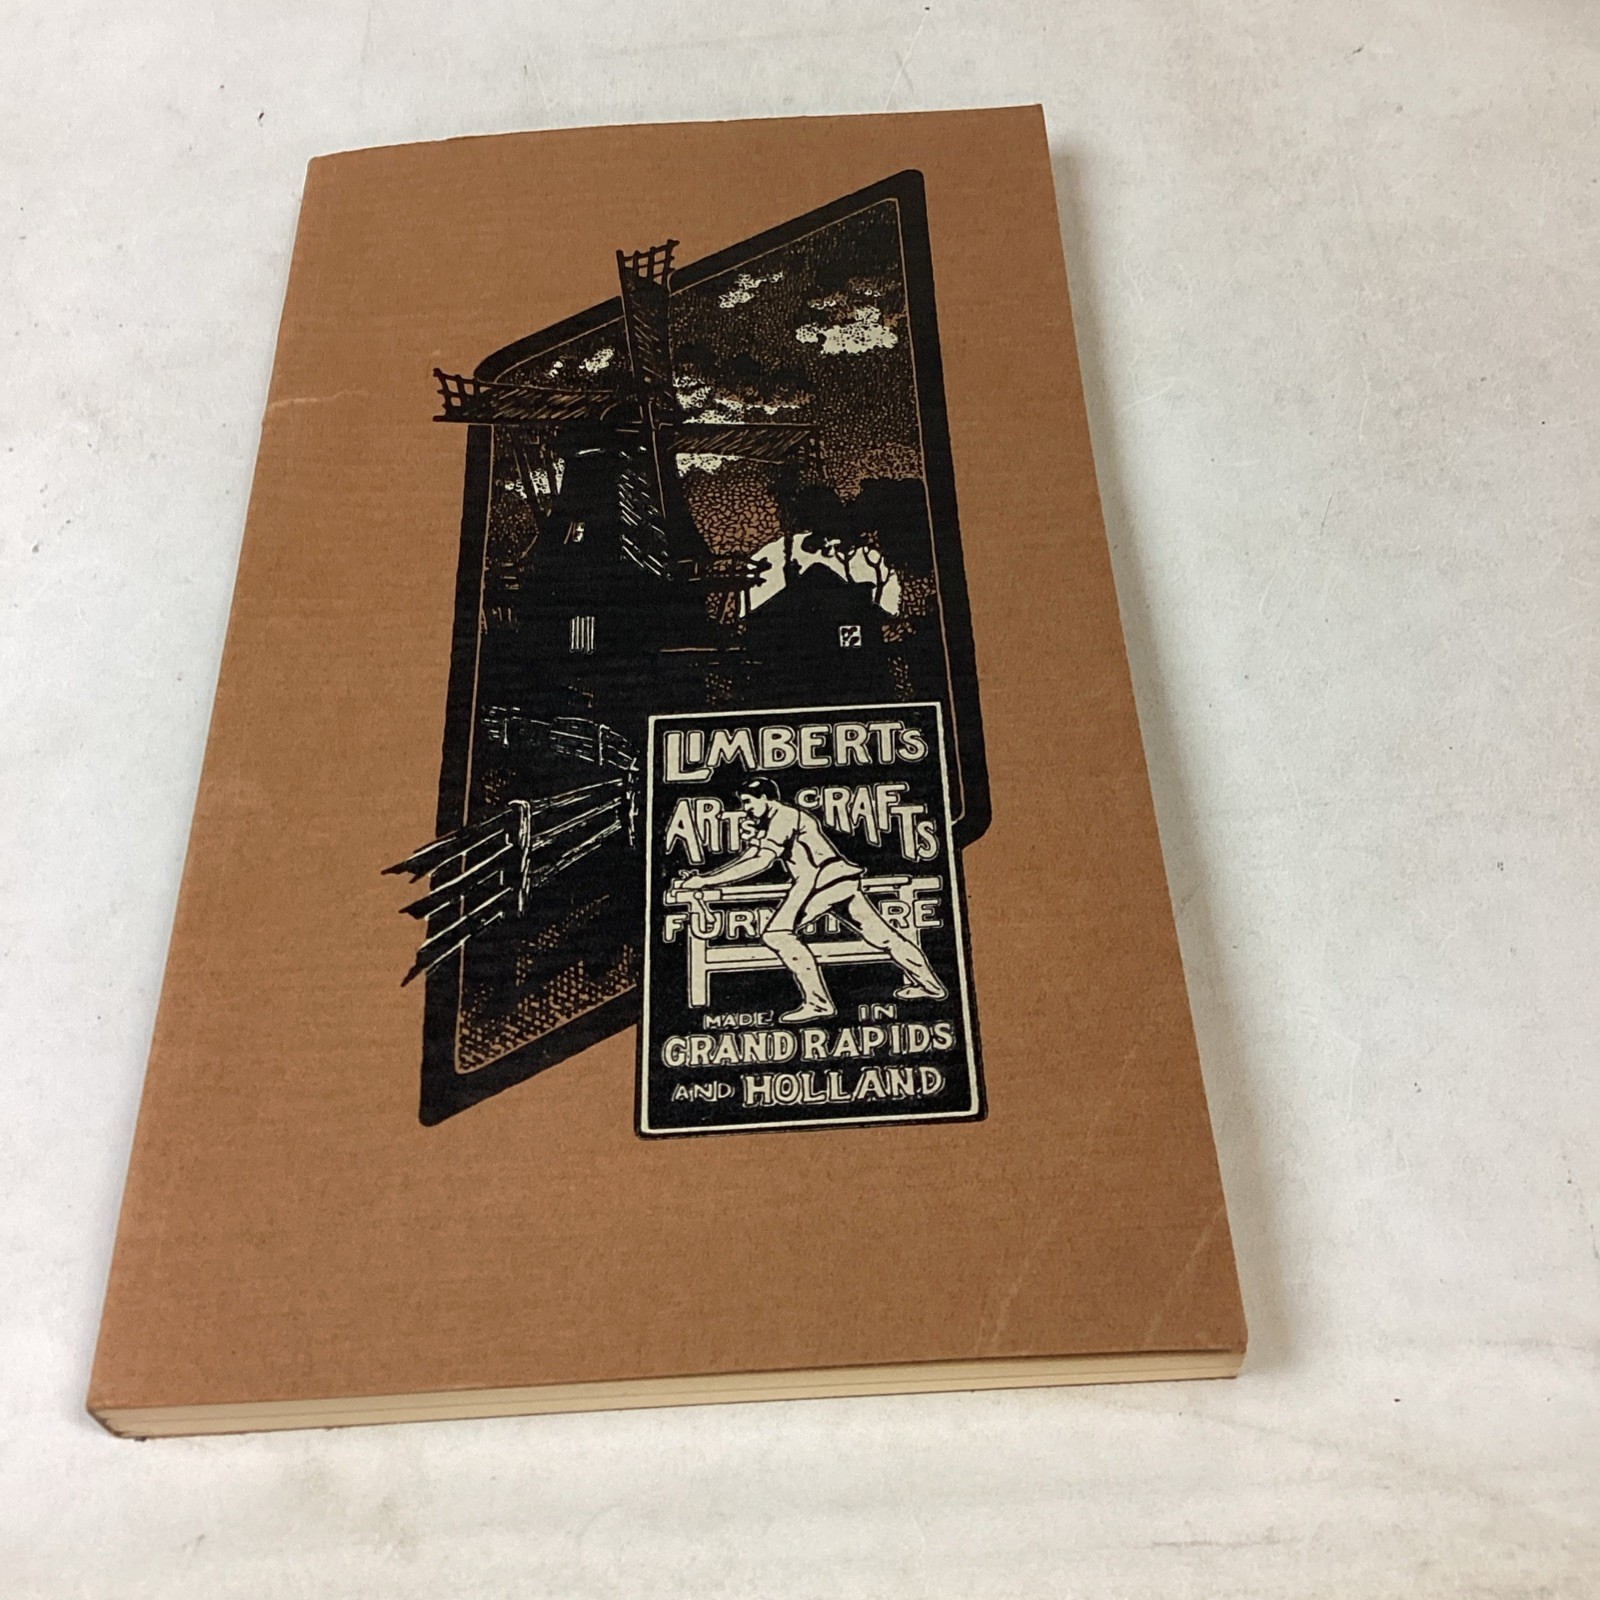 LIMBERTS
ARTS CRAFTS
FURNITURE
MADE IN
GRAND RAPIDS
AND HOLLAND